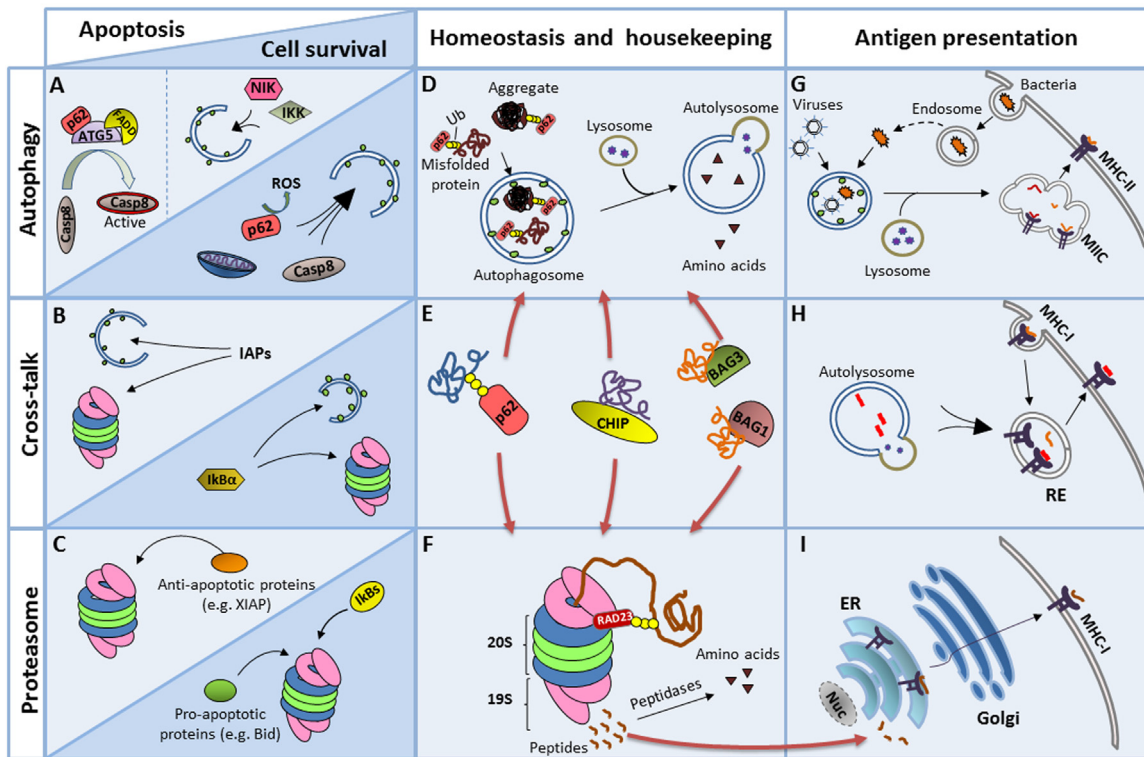 Apoptosis
Cell survival
Homeostasis and housekeeping
Antigen presentation
Autophagy
A
p62
FADD
ATG5
Casp8
Casp8
Active
NIK
IKK
ROS
p62
Casp8
D
Aggregate
p62
Ub
p62
Misfolded
protein
Lysosome
Autolysosome
p62
p62
Autophagosome
Amino acids
G
Viruses
Endosome
Bacteria
MHC-II
MIIC
Lysosome
Cross-talk
B
IAPs
IkBα
E
p62
CHIP
BAG3
BAG1
H
MHC-I
Autolysosome
RE
Proteasome
C
Anti-apoptotic proteins
(e.g. XIAP)
IkBs
Pro-apoptotic
proteins (e.g. Bid)
F
RAD23
20S
19S
Amino acids
Peptidases
Peptides
I
ER
Nuc
Golgi
MHC-I